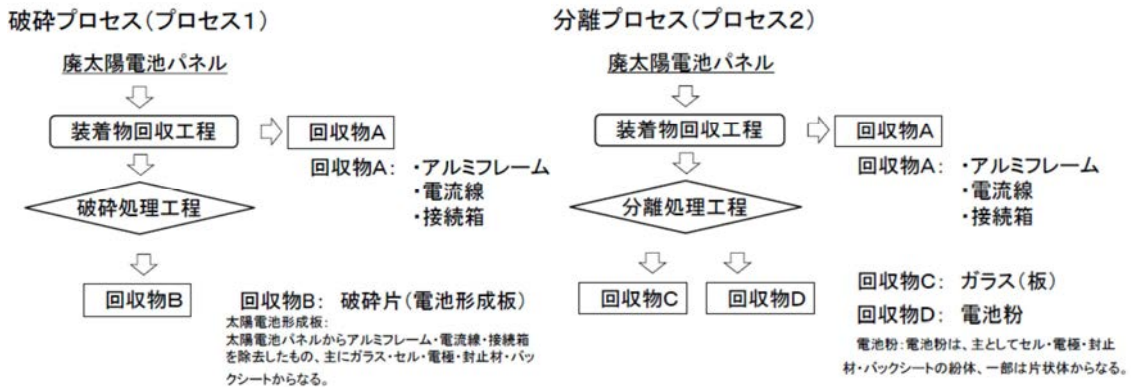 破砕プロセス(プロセス1)
廃太陽電池パネル
装着物回収工程
回収物A
回収物A: ・アルミフレーム
・電流線
・接続箱
破砕処理工程
回収物B
回収物B: 破砕片(電池形成板)
太陽電池形成板:
太陽電池パネルからアルミフレーム・電流線・接続箱
を除去したもの、主にガラス・セル・電極・封止材・バッ
クシートからなる。
分離プロセス(プロセス2)
廃太陽電池パネル
装着物回収工程
回収物A
回収物A: ・アルミフレーム
・電流線
・接続箱
分離処理工程
回収物C
回収物D
回収物C: ガラス(板)
回収物D: 電池粉
電池粉:電池粉は、主としてセル・電極・封止
材・バックシートの紛体、一部は片状体からなる。